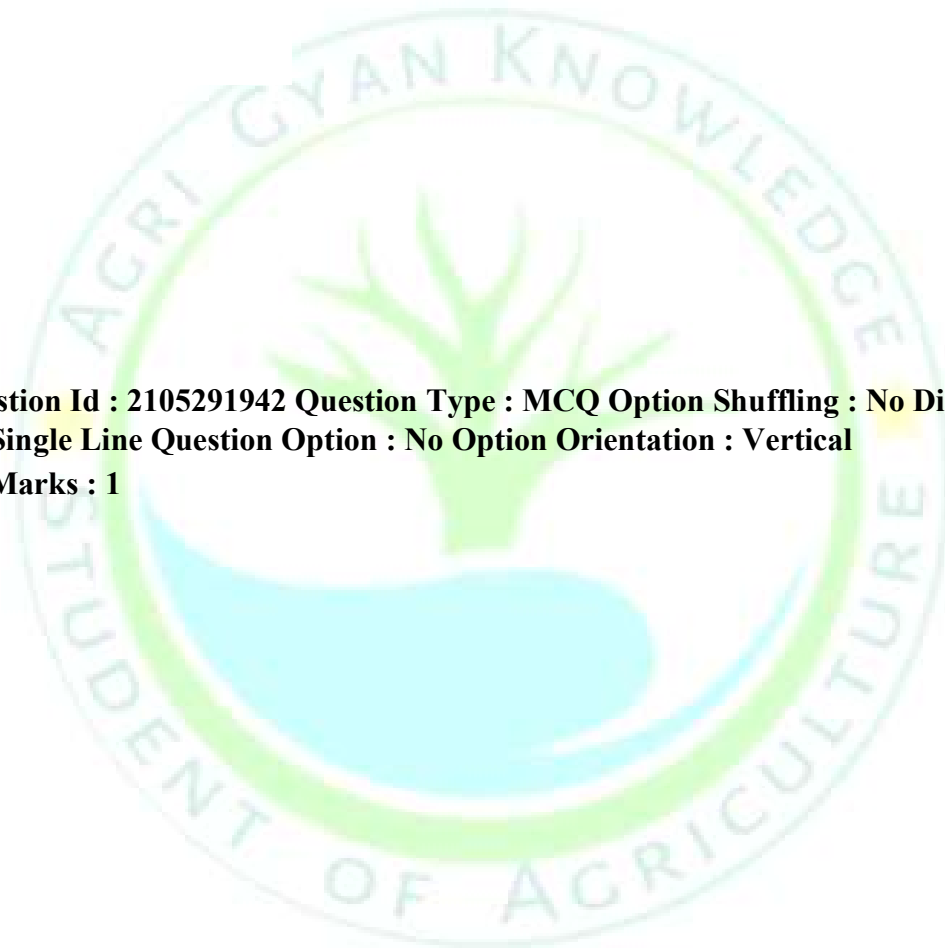 AGRI GYAN KNOWLEDGE
stion Id : 2105291942 Question Type : MCQ Option Shuffling : No Di
Single Line Question Option : No Option Orientation : Vertical
Marks : 1
STUDENT OF AGRICULTURE